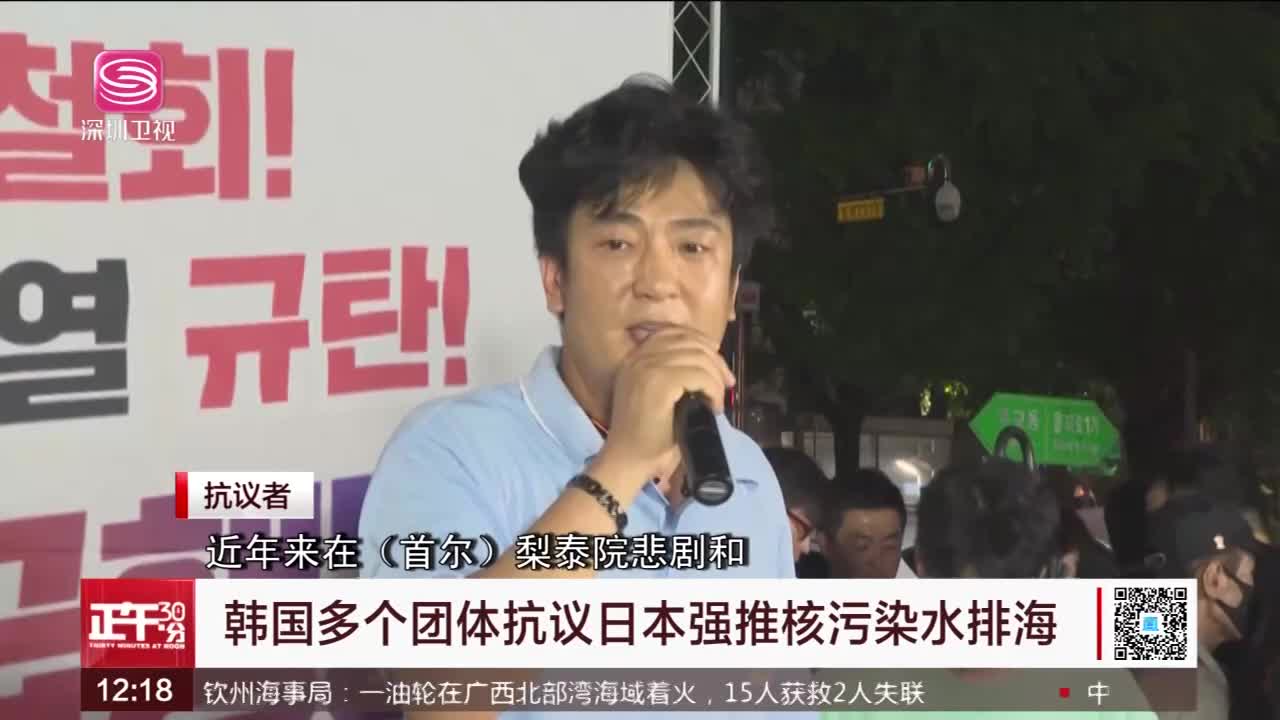 철회!
深圳卫视
열 규탄!
抗议者
近年来在（首尔）梨泰院悲剧和
正午30分
THIRTY MINUTES AT NOON
韩国多个团体抗议日本强推核污染水排海
12:18
钦州海事局：一油轮在广西北部湾海域着火，15人获救2人失联
中